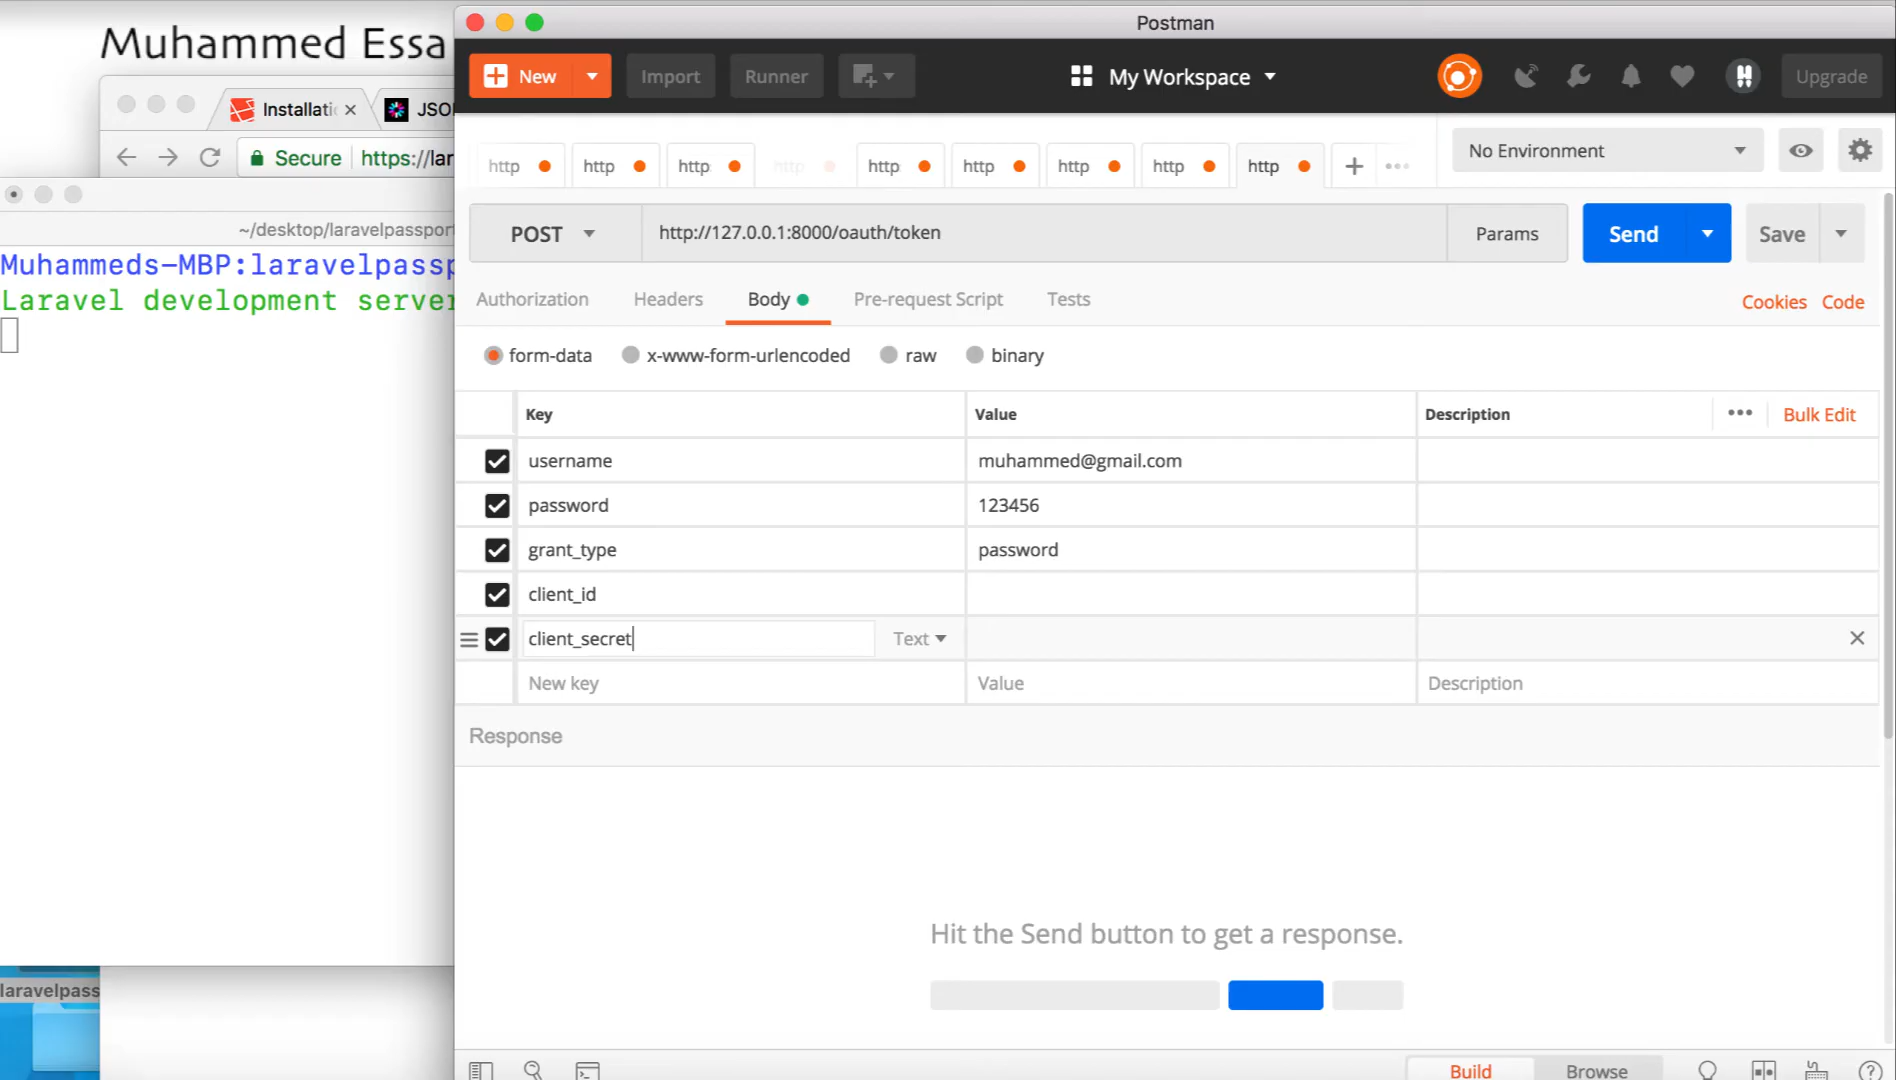 Muhammed Essa
Postman
New
Import
Runner
My Workspace
Upgrade
Installati
JSO
Secure
https://lar
http
http
http
http
http
http
http
http
http
No Environment
~/desktop/laravelpassport
Muhammeds-MBP:laravelpassp
Laravel development server
POST
http://127.0.0.1:8000/oauth/token
Params
Send
Save
Authorization
Headers
Body
Pre-request Script
Tests
Cookies
Code
form-data
x-www-form-urlencoded
raw
binary
Key
Value
Description
Bulk Edit
username
muhammed@gmail.com
password
123456
grant_type
password
client_id
client_secret
Text
New key
Value
Description
Response
Hit the Send button to get a response.
laravelpass
Build
Browse